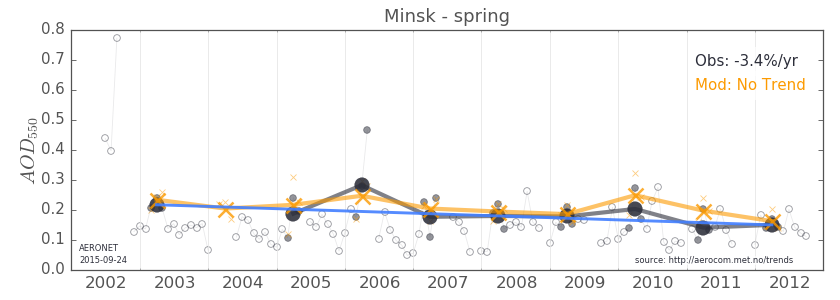 Minsk - spring
0.8
0.7
0.6
0.5
0.4
0.3
0.2
0.1
0.0
AOD550
Obs: -3.4%/yr
Mod: No Trend
AERONET
2015-09-24
source: http://aerocom.met.no/trends
2002 2003 2004 2005 2006 2007 2008 2009 2010 2011 2012